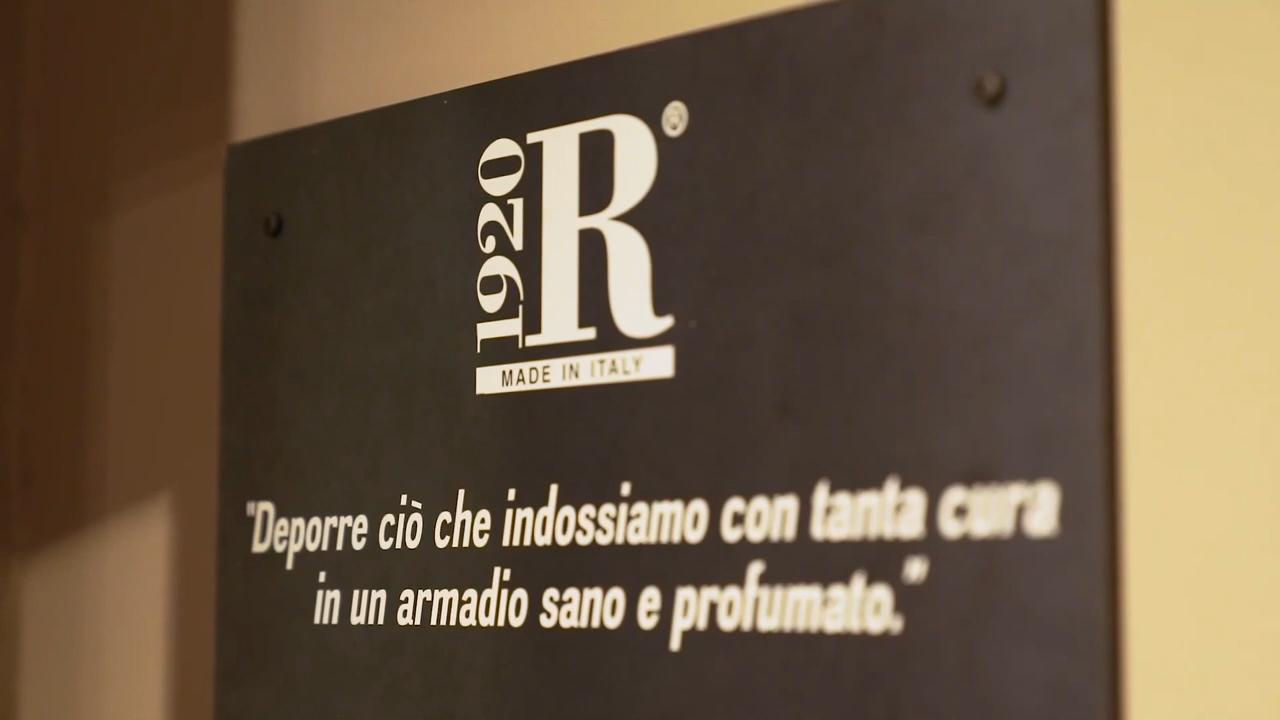 1920 R®
MADE IN ITALY
"Deporre ciò che indossiamo con tanta cura
in un armadio sano e profumato."